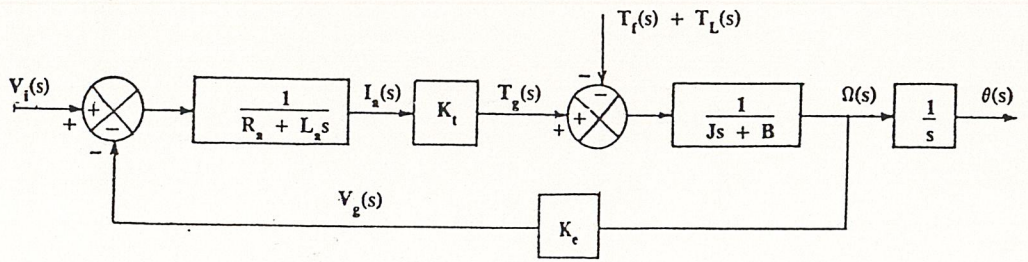 T_f(s) + T_L(s)
V_i(s)
+
+
−
−
1
R_a + L_a s
I_a(s)
K_t
T_g(s)
−
−
+
+
1
Js + B
Ω(s)
1
s
θ(s)
V_g(s)
K_e